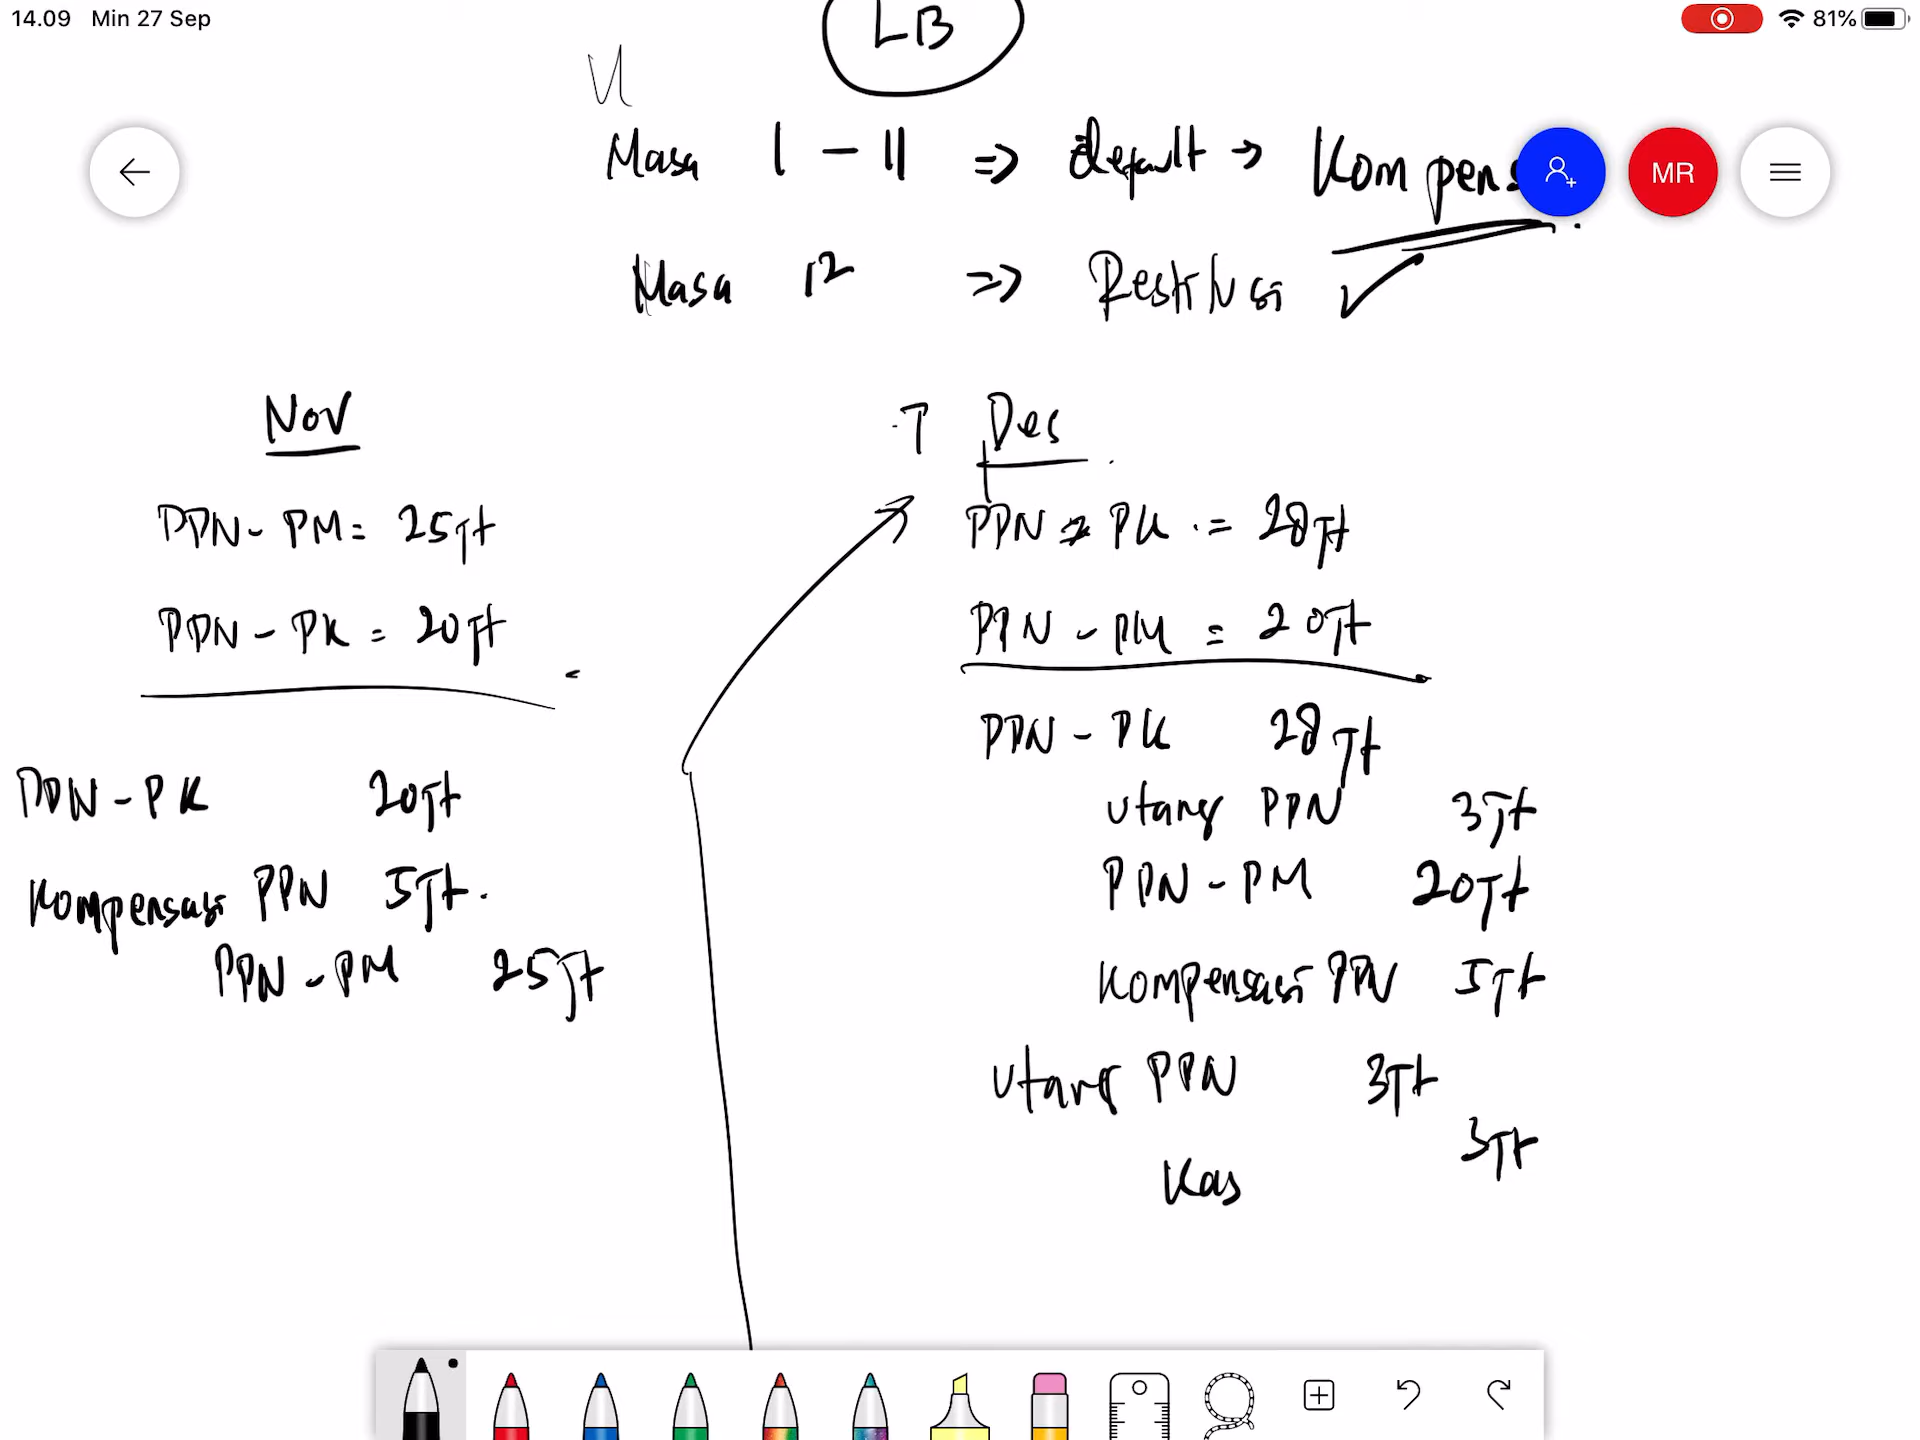 14.09 Min 27 Sep
81%
LB
Masa 1 - 11 => default → Kompens
MR
Masa 12 => Restitusi ✓
Nov
PPN - PM = 25jt
PPN - PK = 20jt
PPN - PK 20jt
Kompensasi PPN 5jt.
PPN - PM 25jt
Des
PPN - PK = 28jt
PPN - PM = 20jt
PPN - PK 28jt
Utang PPN 3jt
PPN - PM 20jt
Kompensasi PPN 5jt
Utang PPN 3jt
3jt
Kas